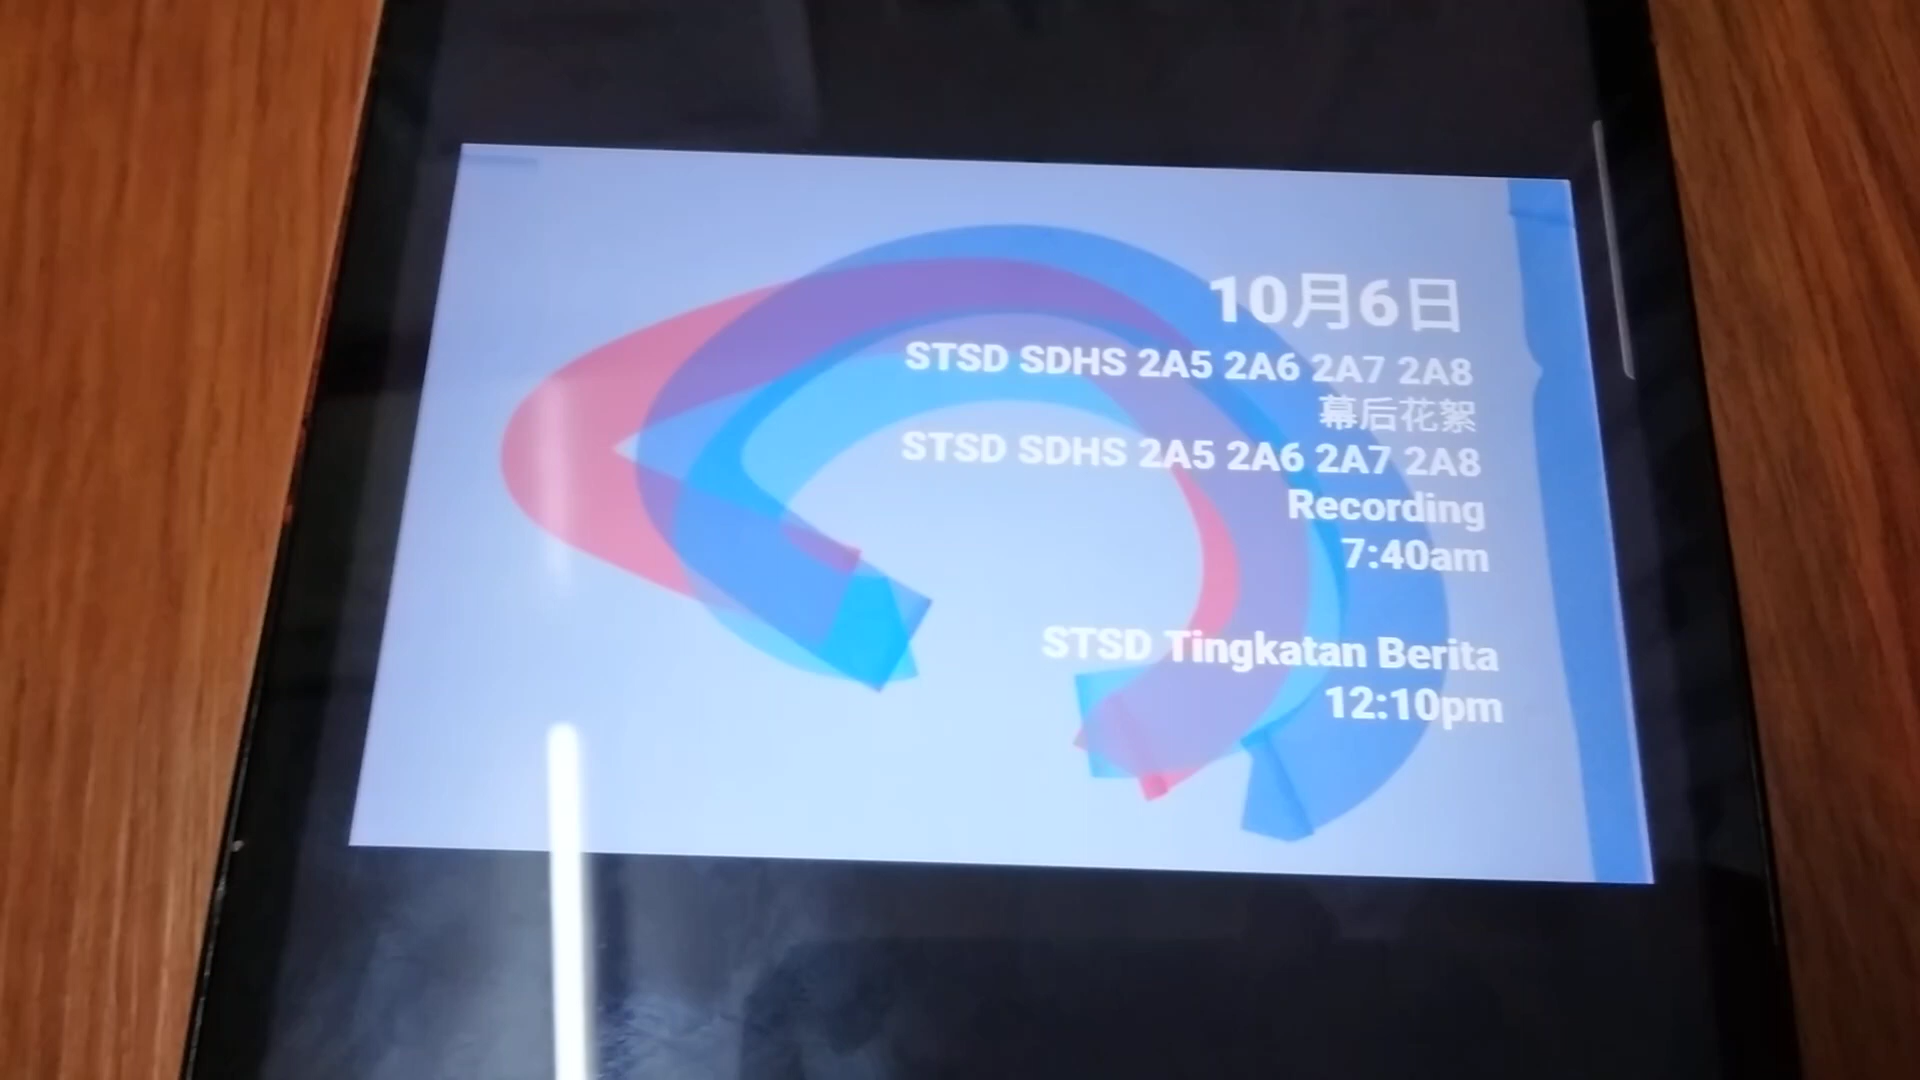 10月6日
STSD SDHS 2A5 2A6 2A7 2A8
幕后花絮
STSD SDHS 2A5 2A6 2A7 2A8
Recording
7:40am
STSD Tingkatan Berita
12:10pm